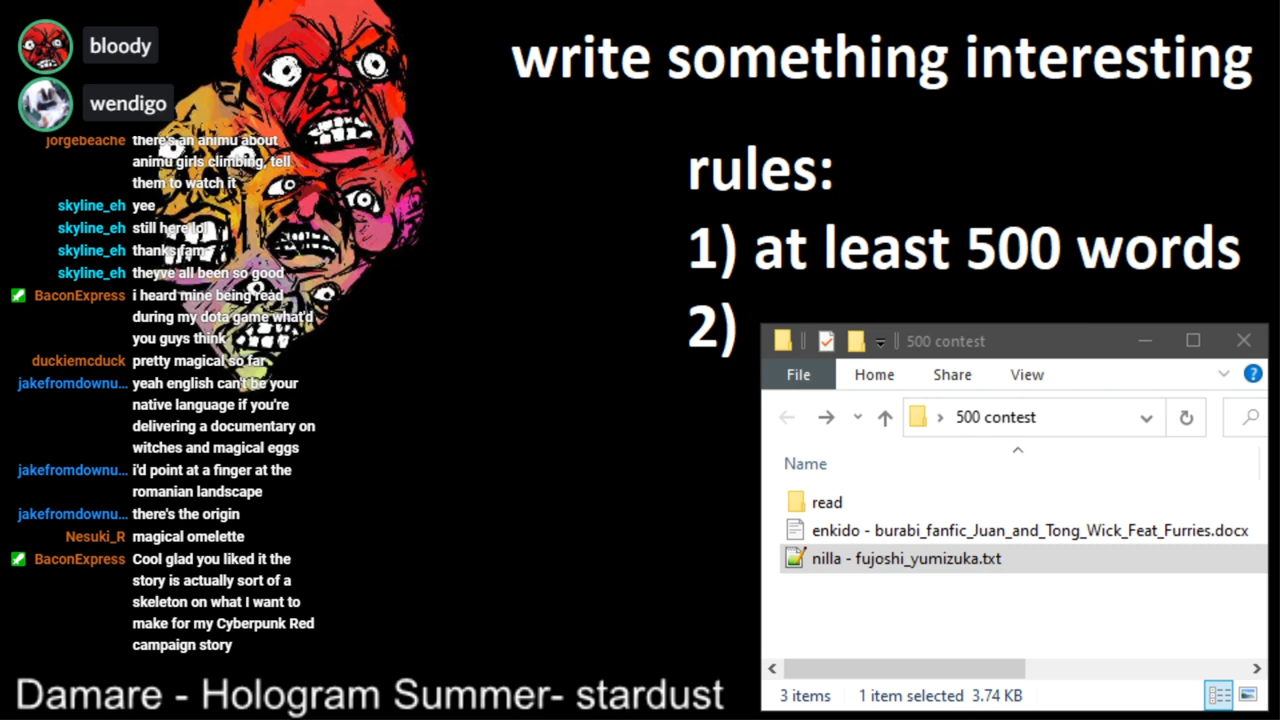 bloody
wendigo
jorgebeache there's an animu about
animu girls climbing, tell
them to watch it
skyline_eh yee
skyline_eh still here lol
skyline_eh thanks fam
skyline_eh theyve all been so good
BaconExpress i heard mine being read
during my dota game what'd
you guys think
duckiemcduck pretty magical so far
jakefromdownu... yeah english can't be your
native language if you're
delivering a documentary on
witches and magical eggs
jakefromdownu... i'd point at a finger at the
romanian landscape
jakefromdownu... there's the origin
Nesuki_R magical omelette
BaconExpress Cool glad you liked it the
story is actually sort of a
skeleton on what I want to
make for my Cyberpunk Red
campaign story
Damare - Hologram Summer- stardust
write something interesting
rules:
1) at least 500 words
2)
500 contest
File Home Share View
500 contest
Name
read
enkido - burabi_fanfic_Juan_and_Tong_Wick_Feat_Furries.docx
nilla - fujoshi_yumizuka.txt
3 items 1 item selected 3.74 KB